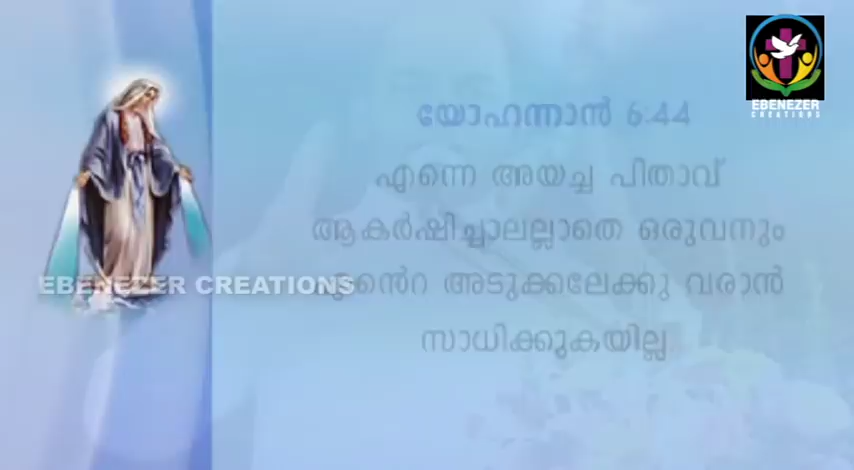 EBENEZER
CREATIONS
യോഹന്നാൻ 6:44
എന്നെ അയച്ച പിതാവ്
ആകർഷിച്ചാലല്ലാതെ ഒരുവനും
എന്റെ അടുക്കലേക്കു വരാൻ
സാധിക്കുകയില്ല
EBENEZER CREATIONS